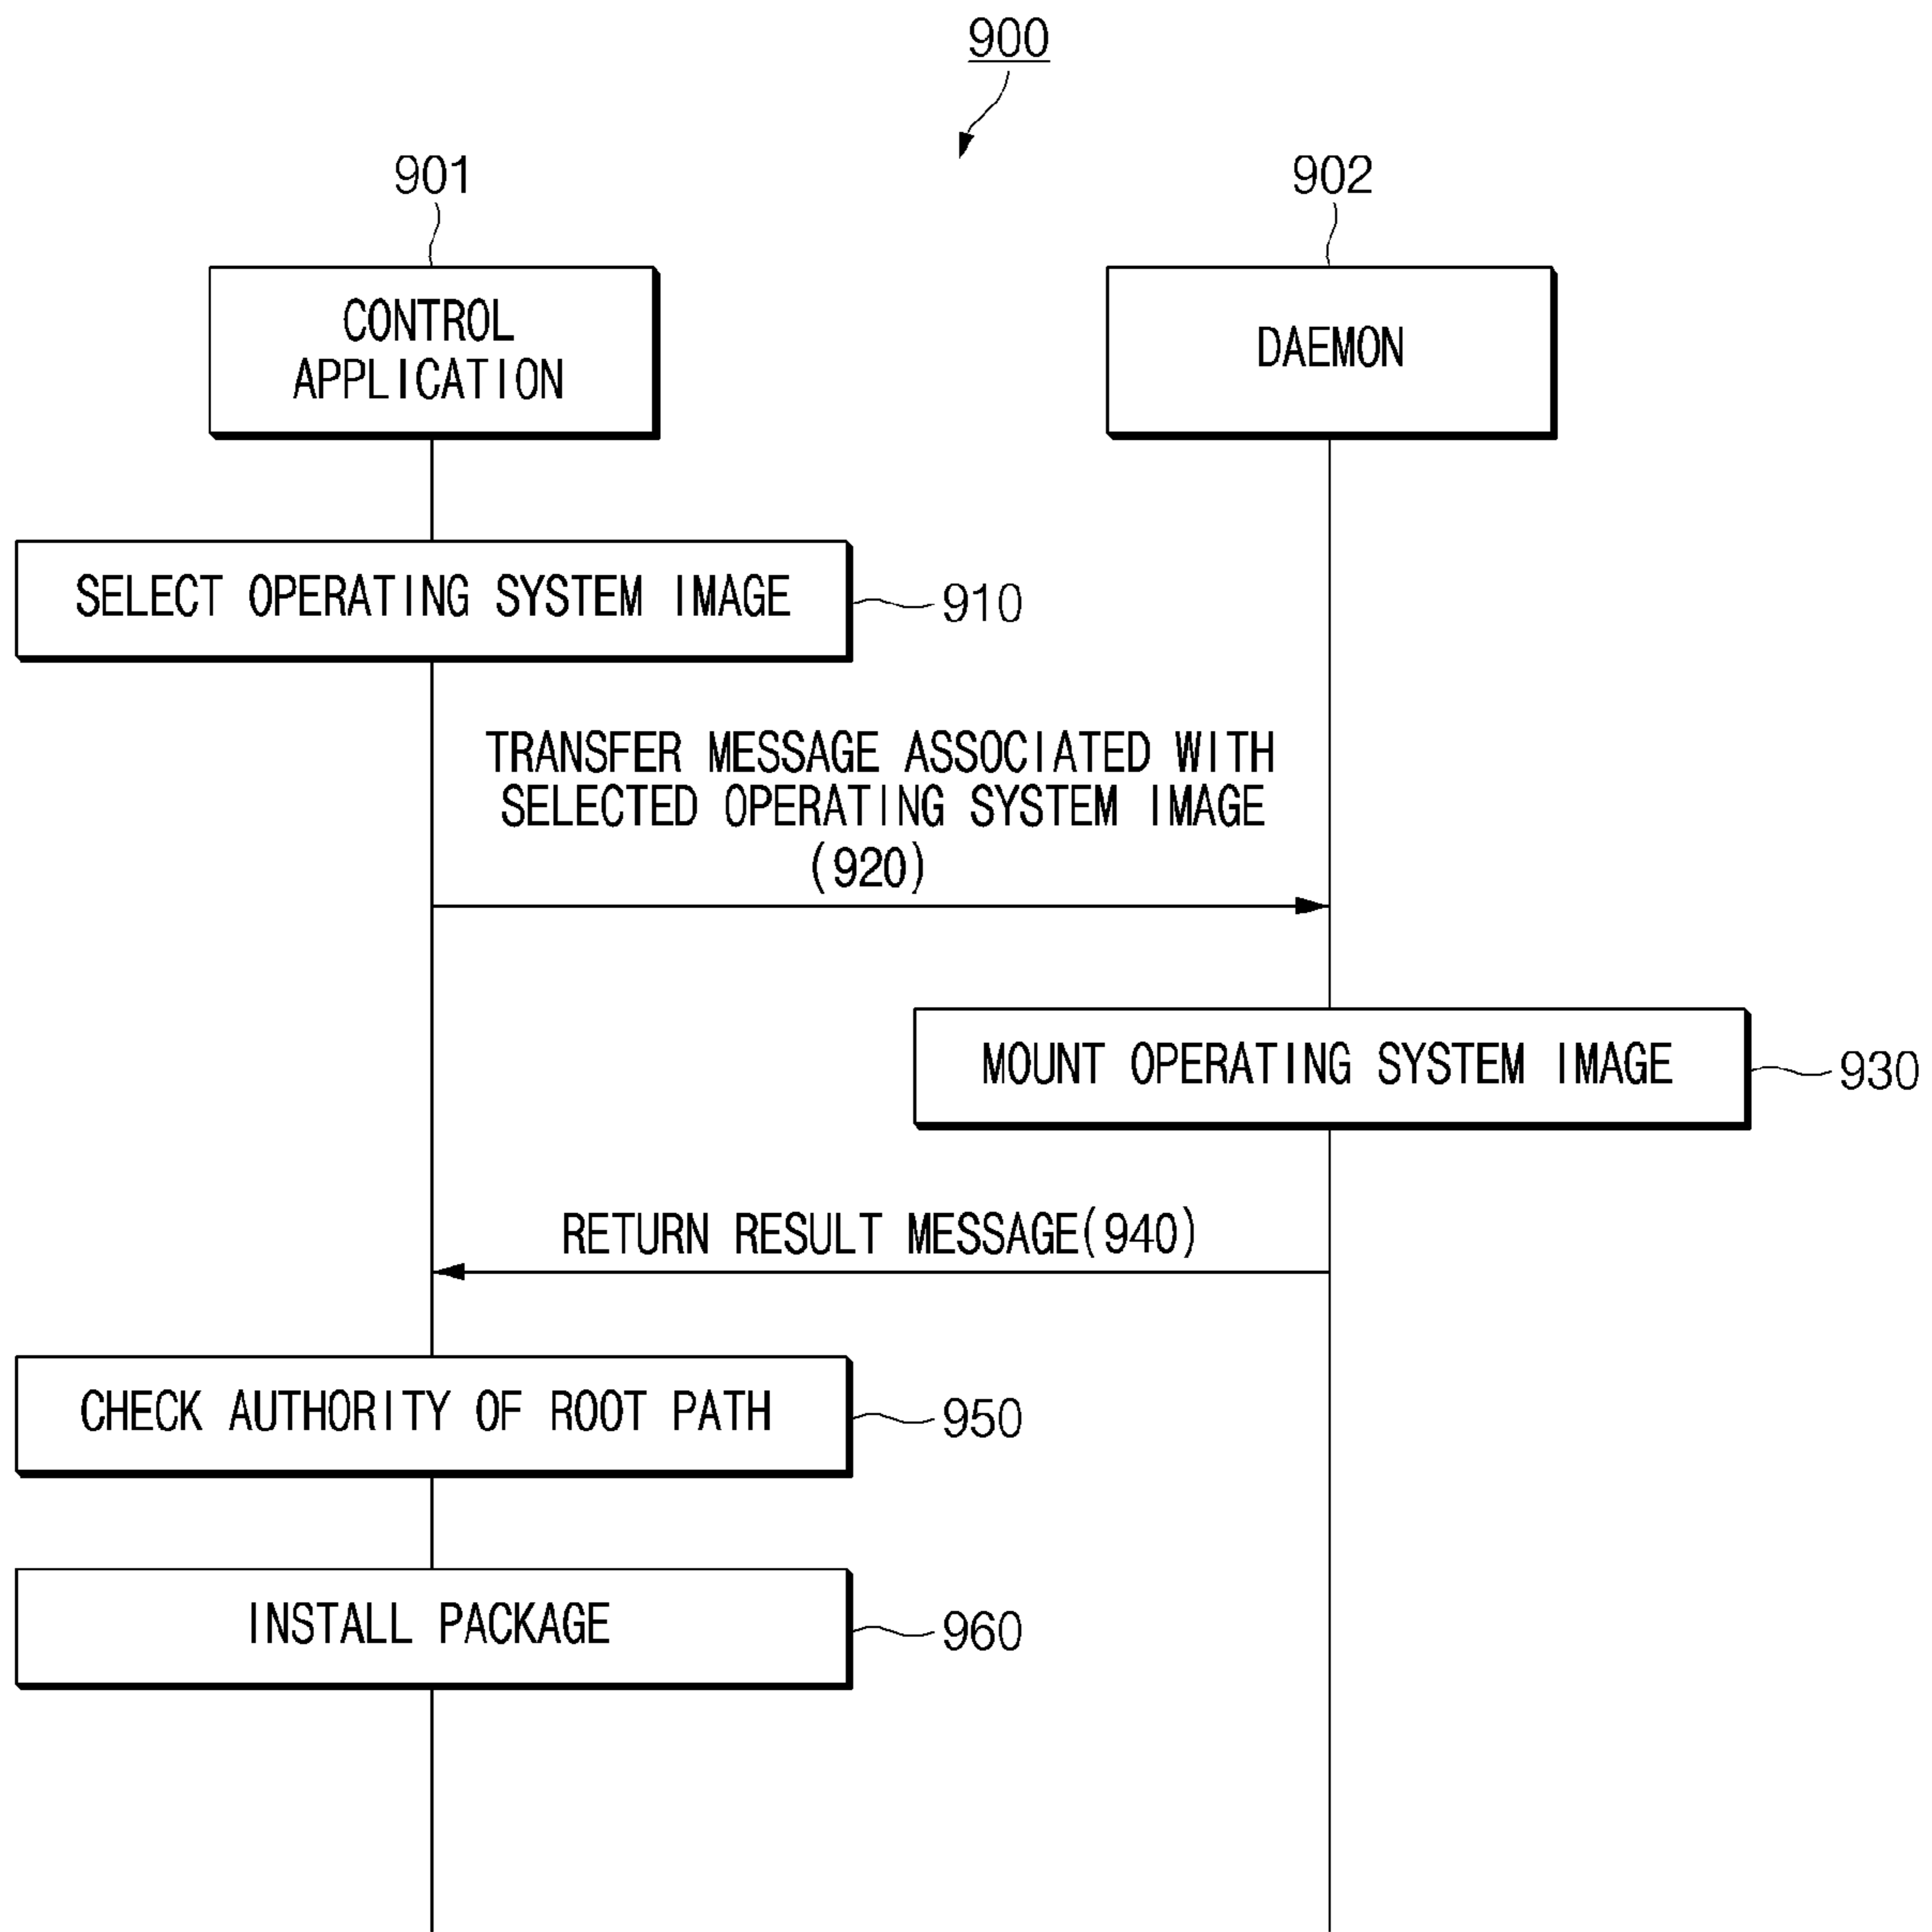 900
901
902
CONTROL
APPLICATION
DAEMON
SELECT OPERATING SYSTEM IMAGE
910
TRANSFER MESSAGE ASSOCIATED WITH
SELECTED OPERATING SYSTEM IMAGE
(920)
MOUNT OPERATING SYSTEM IMAGE
930
RETURN RESULT MESSAGE(940)
CHECK AUTHORITY OF ROOT PATH
950
INSTALL PACKAGE
960